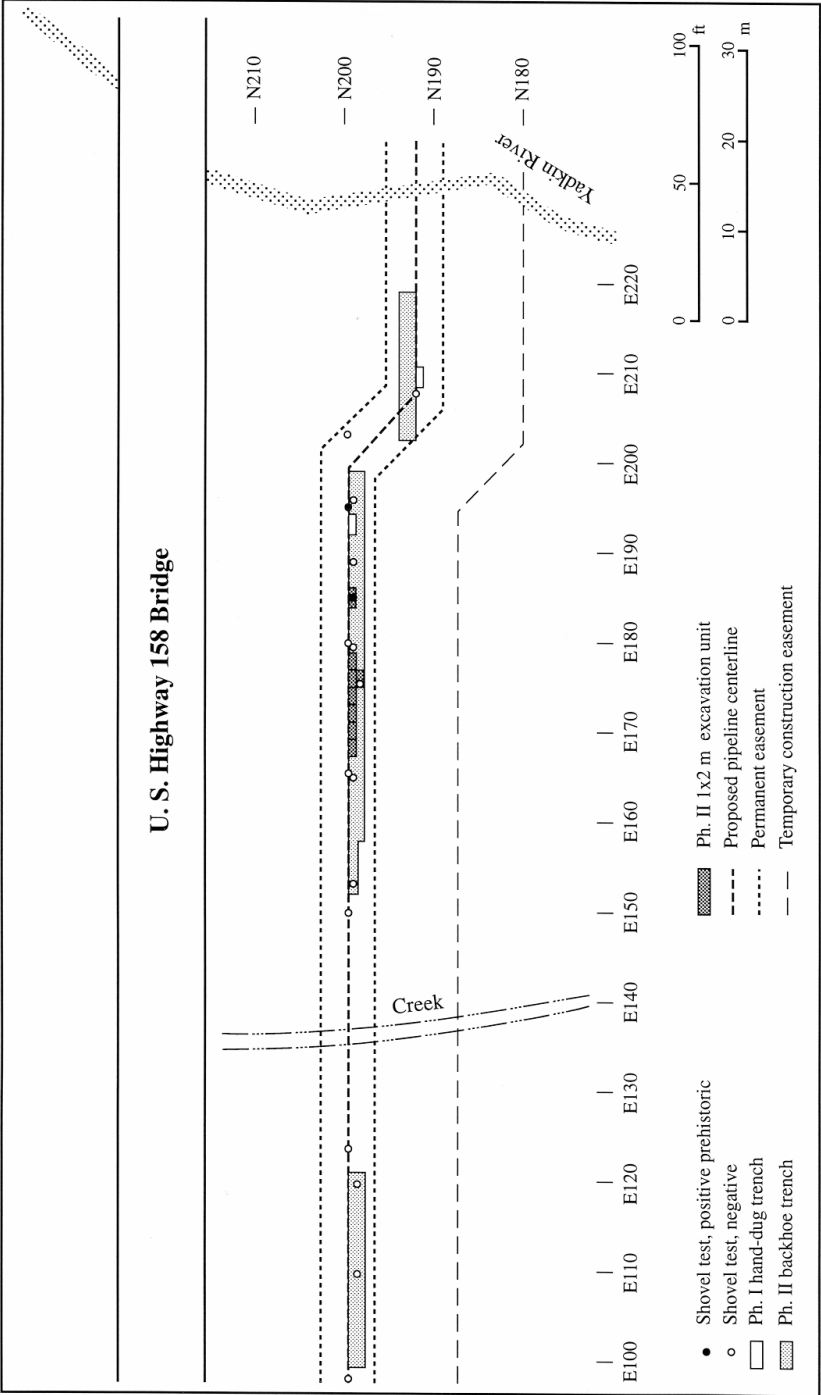 U. S. Highway 158 Bridge
N210
N200
N190
N180
Yadkin River
Creek
E100
E110
E120
E130
E140
E150
E160
E170
E180
E190
E200
E210
E220
Shovel test, positive prehistoric
Shovel test, negative
Ph. I hand-dug trench
Ph. II backhoe trench
Ph. II 1x2 m excavation unit
Proposed pipeline centerline
Permanent easement
Temporary construction easement
0 50 100 ft
0 10 20 30 m